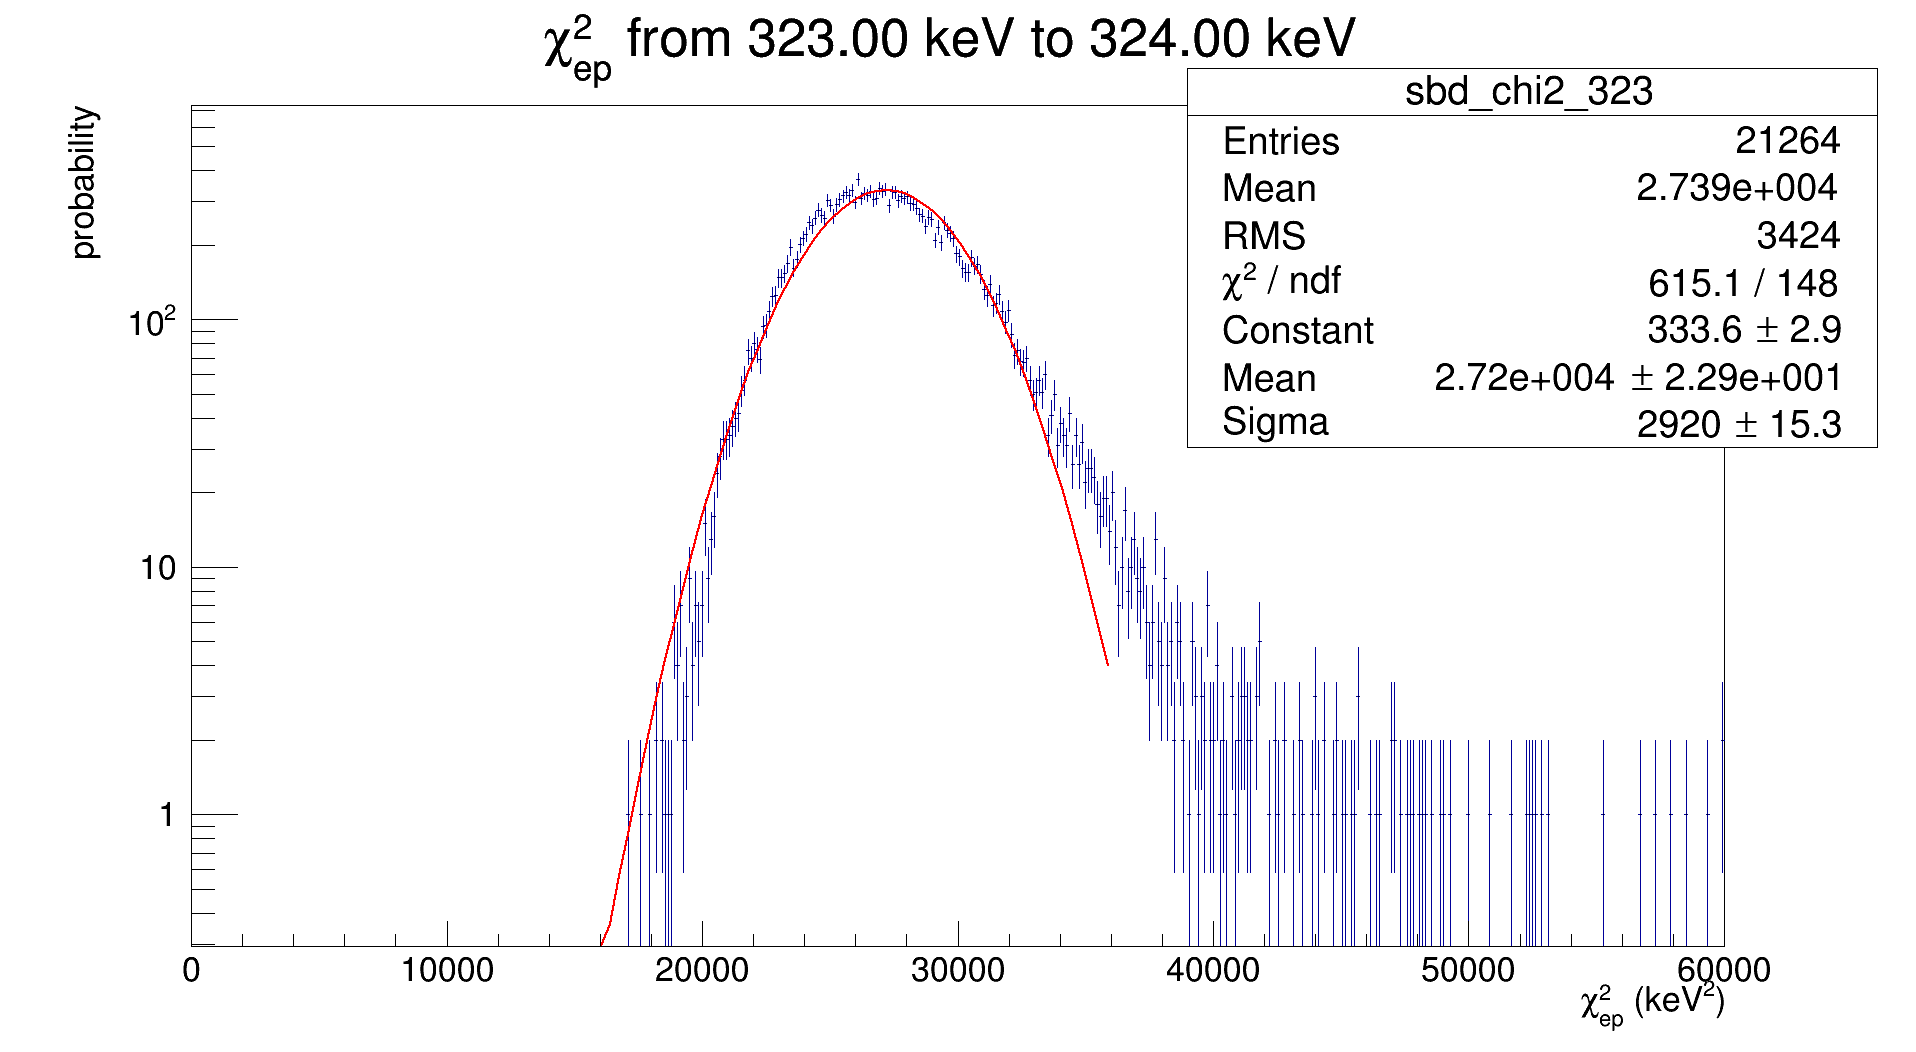 χ²ep from 323.00 keV to 324.00 keV
probability
sbd_chi2_323
Entries 21264
Mean 2.739e+004
RMS 3424
χ² / ndf 615.1 / 148
Constant 333.6 ± 2.9
Mean 2.72e+004 ± 2.29e+001
Sigma 2920 ± 15.3
10²
10
1
0 10000 20000 30000 40000 50000 60000
χ²ep (keV²)